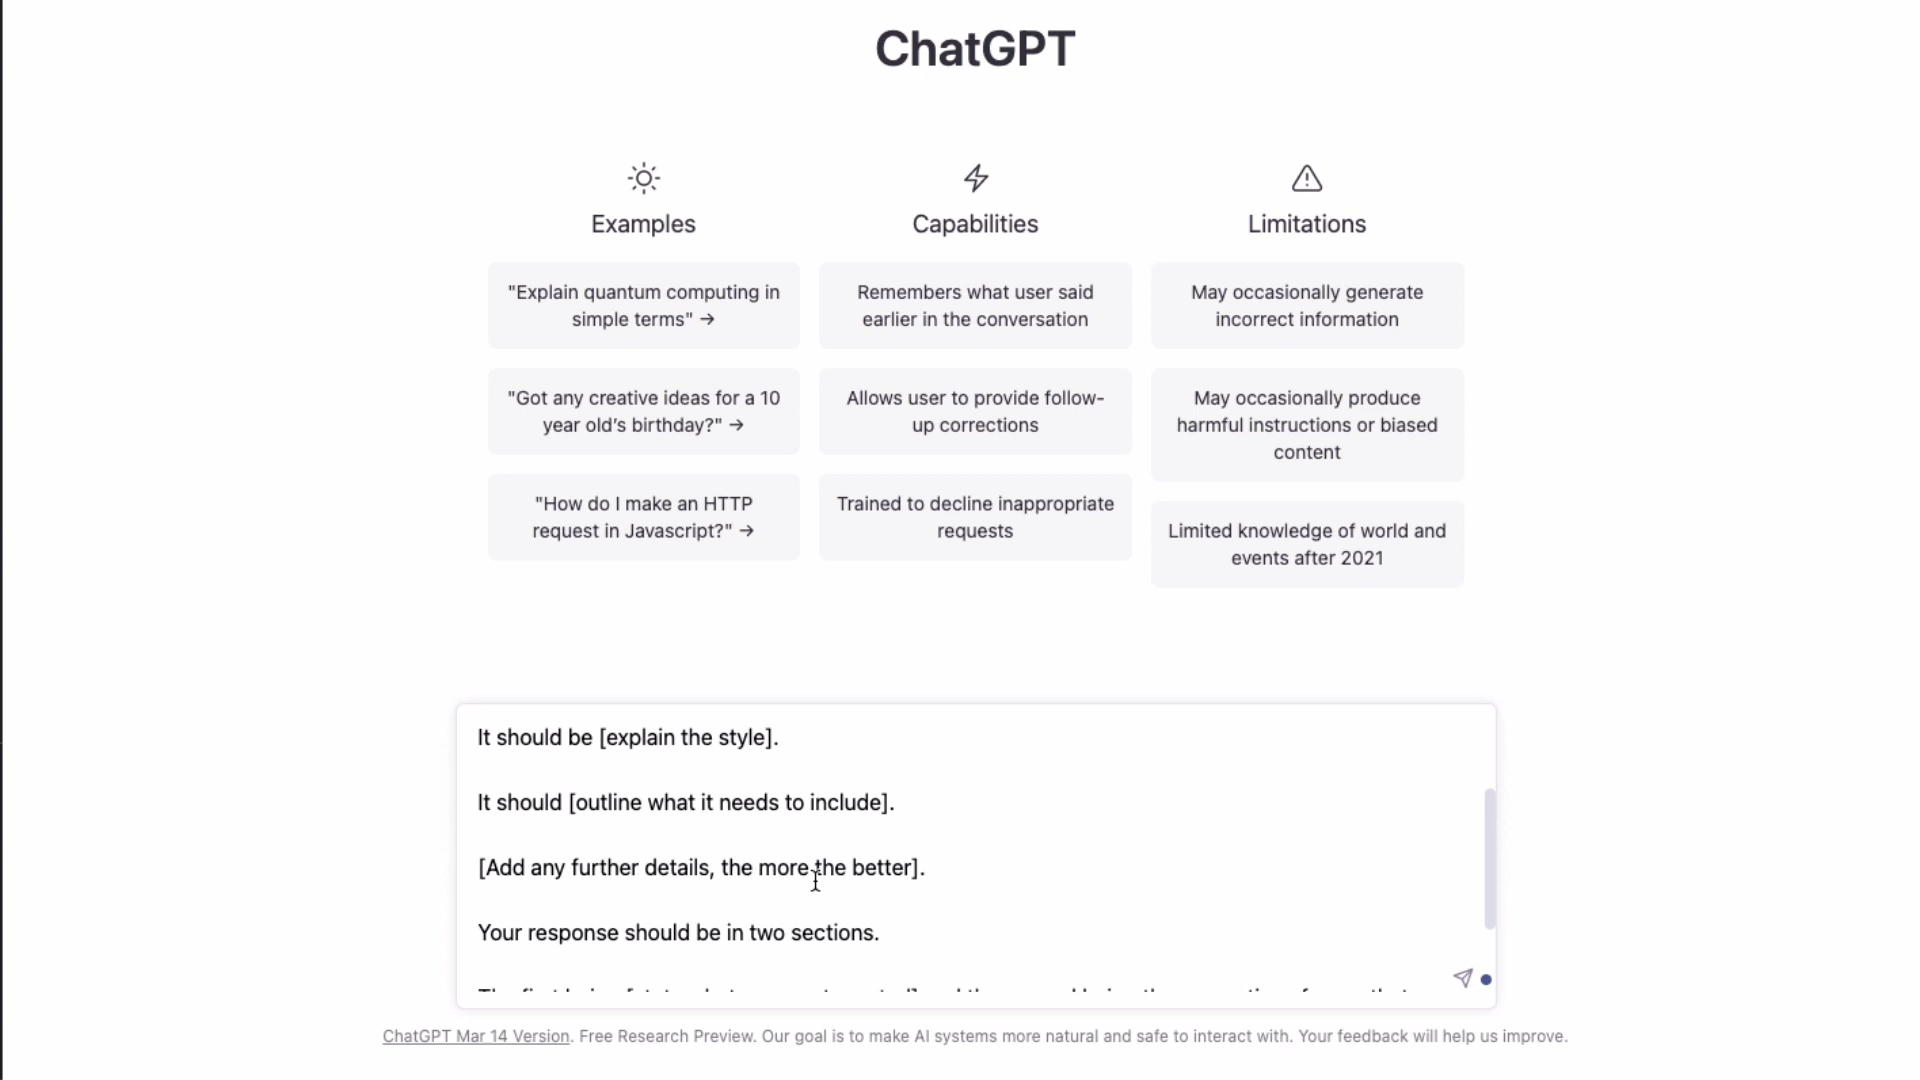 ChatGPT
Examples
Capabilities
Limitations
"Explain quantum computing in
simple terms" →
Remembers what user said
earlier in the conversation
May occasionally generate
incorrect information
"Got any creative ideas for a 10
year old's birthday?" →
Allows user to provide follow-
up corrections
May occasionally produce
harmful instructions or biased
content
"How do I make an HTTP
request in Javascript?" →
Trained to decline inappropriate
requests
Limited knowledge of world and
events after 2021
It should be [explain the style].
It should [outline what it needs to include].
[Add any further details, the more the better].
Your response should be in two sections.
ChatGPT Mar 14 Version. Free Research Preview. Our goal is to make AI systems more natural and safe to interact with. Your feedback will help us improve.